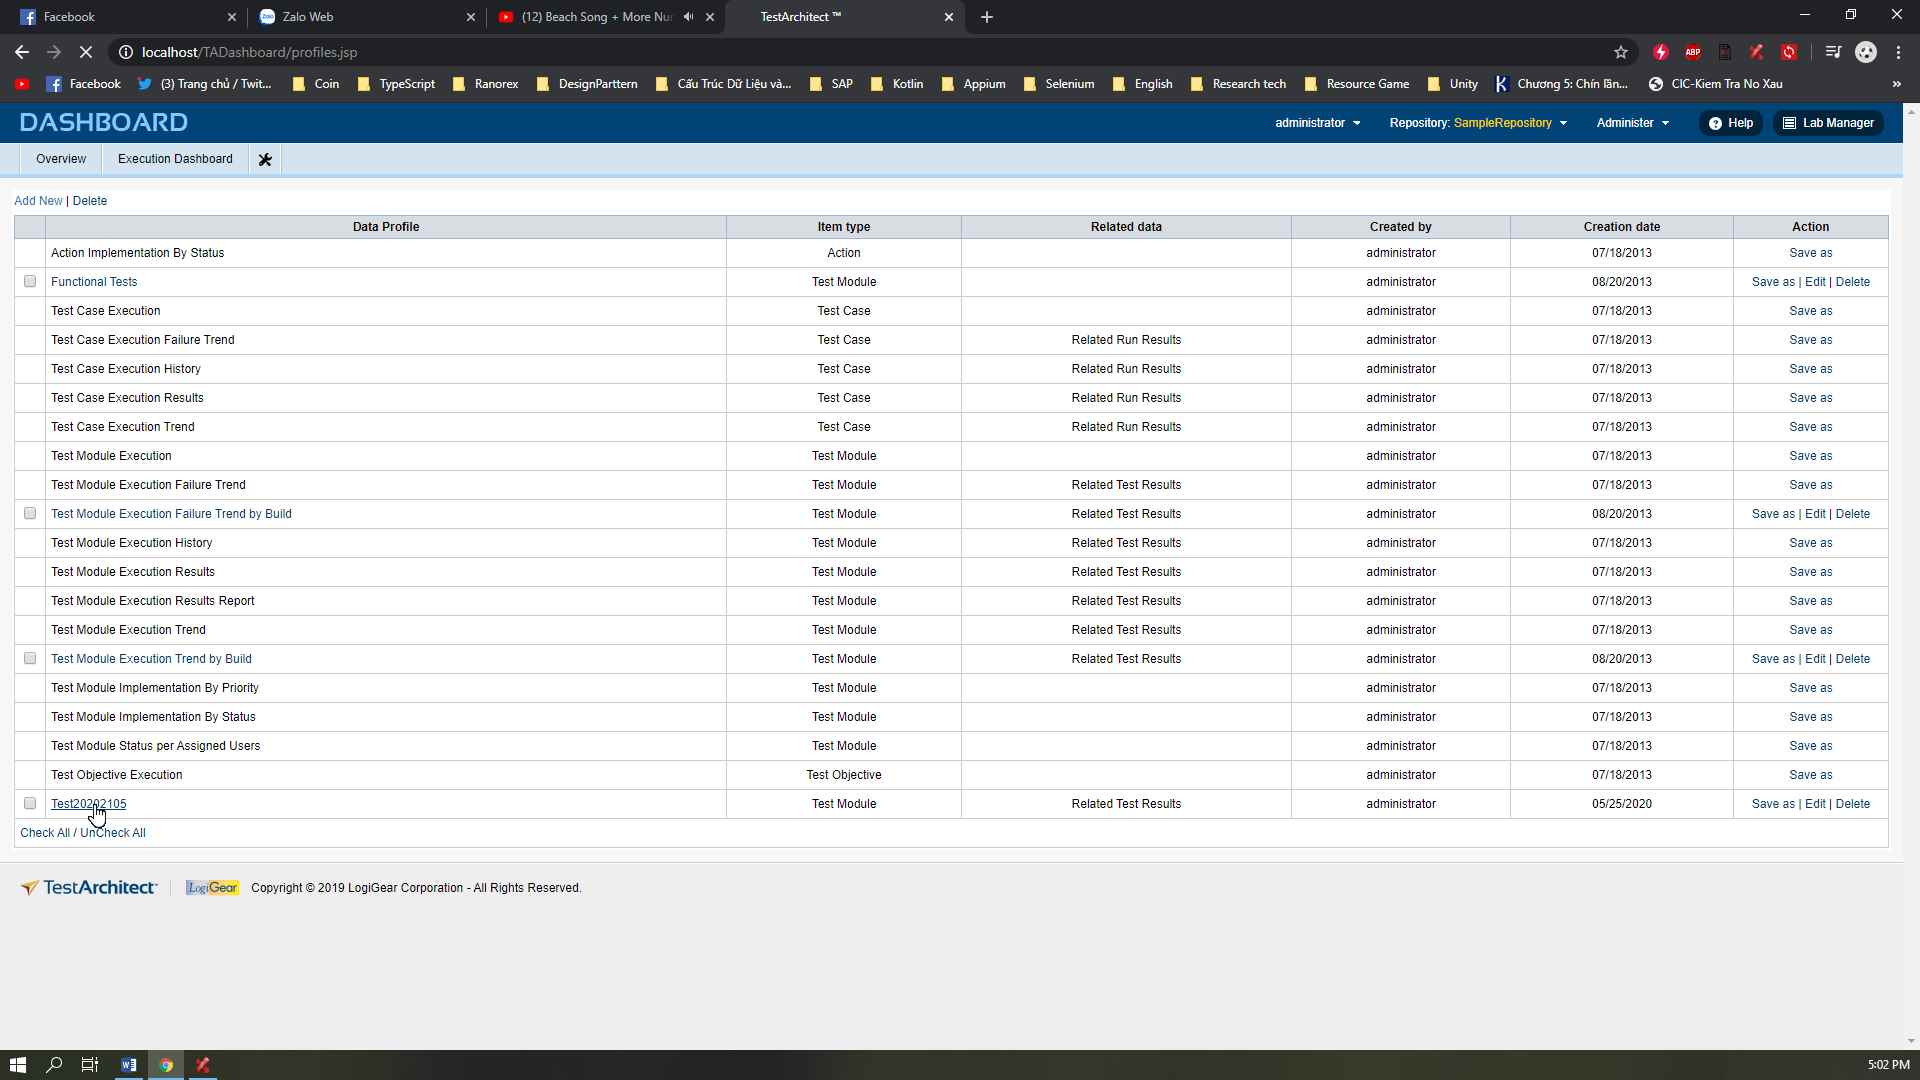 Facebook
Zalo Web
(12) Beach Song + More Nur
TestArchitect ™
localhost/TADashboard/profiles.jsp
ABP
Facebook
(3) Trang chủ / Twit...
Coin
TypeScript
Ranorex
DesignParttern
Cấu Trúc Dữ Liệu và...
SAP
Kotlin
Appium
Selenium
English
Research tech
Resource Game
Unity
Chương 5: Chín lần...
CIC-Kiem Tra No Xau
»
DASHBOARD
administrator
Repository: SampleRepository
Administer
Help
Lab Manager
Overview
Execution Dashboard
Add New | Delete
Data Profile Item type Related data Created by Creation date Action
Action Implementation By Status Action administrator 07/18/2013 Save as
Functional Tests Test Module administrator 08/20/2013 Save as | Edit | Delete
Test Case Execution Test Case administrator 07/18/2013 Save as
Test Case Execution Failure Trend Test Case Related Run Results administrator 07/18/2013 Save as
Test Case Execution History Test Case Related Run Results administrator 07/18/2013 Save as
Test Case Execution Results Test Case Related Run Results administrator 07/18/2013 Save as
Test Case Execution Trend Test Case Related Run Results administrator 07/18/2013 Save as
Test Module Execution Test Module administrator 07/18/2013 Save as
Test Module Execution Failure Trend Test Module Related Test Results administrator 07/18/2013 Save as
Test Module Execution Failure Trend by Build Test Module Related Test Results administrator 08/20/2013 Save as | Edit | Delete
Test Module Execution History Test Module Related Test Results administrator 07/18/2013 Save as
Test Module Execution Results Test Module Related Test Results administrator 07/18/2013 Save as
Test Module Execution Results Report Test Module Related Test Results administrator 07/18/2013 Save as
Test Module Execution Trend Test Module Related Test Results administrator 07/18/2013 Save as
Test Module Execution Trend by Build Test Module Related Test Results administrator 08/20/2013 Save as | Edit | Delete
Test Module Implementation By Priority Test Module administrator 07/18/2013 Save as
Test Module Implementation By Status Test Module administrator 07/18/2013 Save as
Test Module Status per Assigned Users Test Module administrator 07/18/2013 Save as
Test Objective Execution Test Objective administrator 07/18/2013 Save as
Test20202105 Test Module Related Test Results administrator 05/25/2020 Save as | Edit | Delete
Check All / UnCheck All
TestArchitect
LogiGear
Copyright © 2019 LogiGear Corporation - All Rights Reserved.
5:02 PM